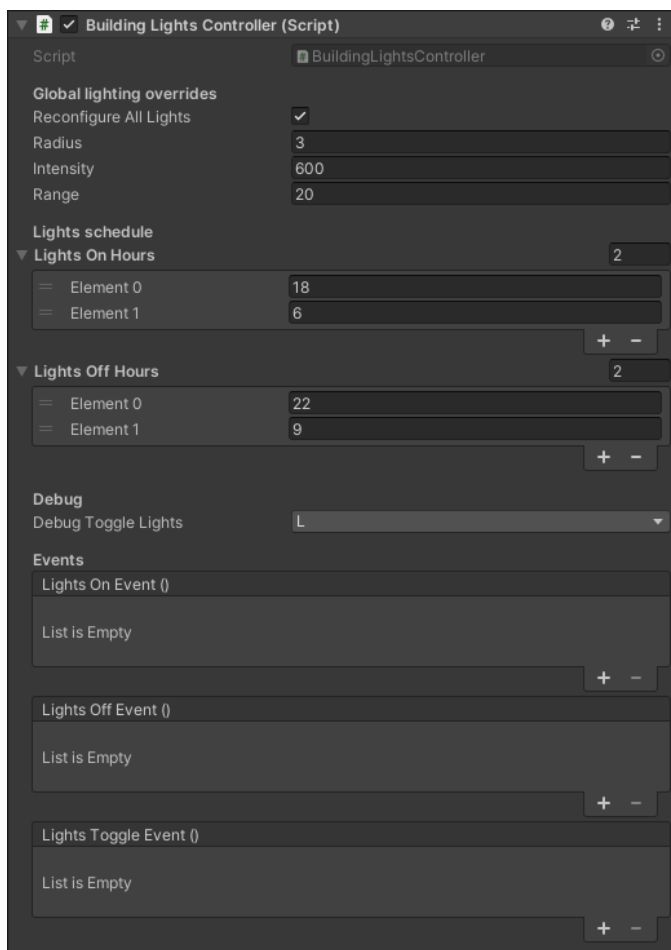 Building Lights Controller (Script)
Script BuildingLightsController
Global lighting overrides
Reconfigure All Lights
Radius 3
Intensity 600
Range 20
Lights schedule
Lights On Hours 2
Element 0 18
Element 1 6
+ −
Lights Off Hours 2
Element 0 22
Element 1 9
+ −
Debug
Debug Toggle Lights L
Events
Lights On Event ()
List is Empty
+ −
Lights Off Event ()
List is Empty
+ −
Lights Toggle Event ()
List is Empty
+ −